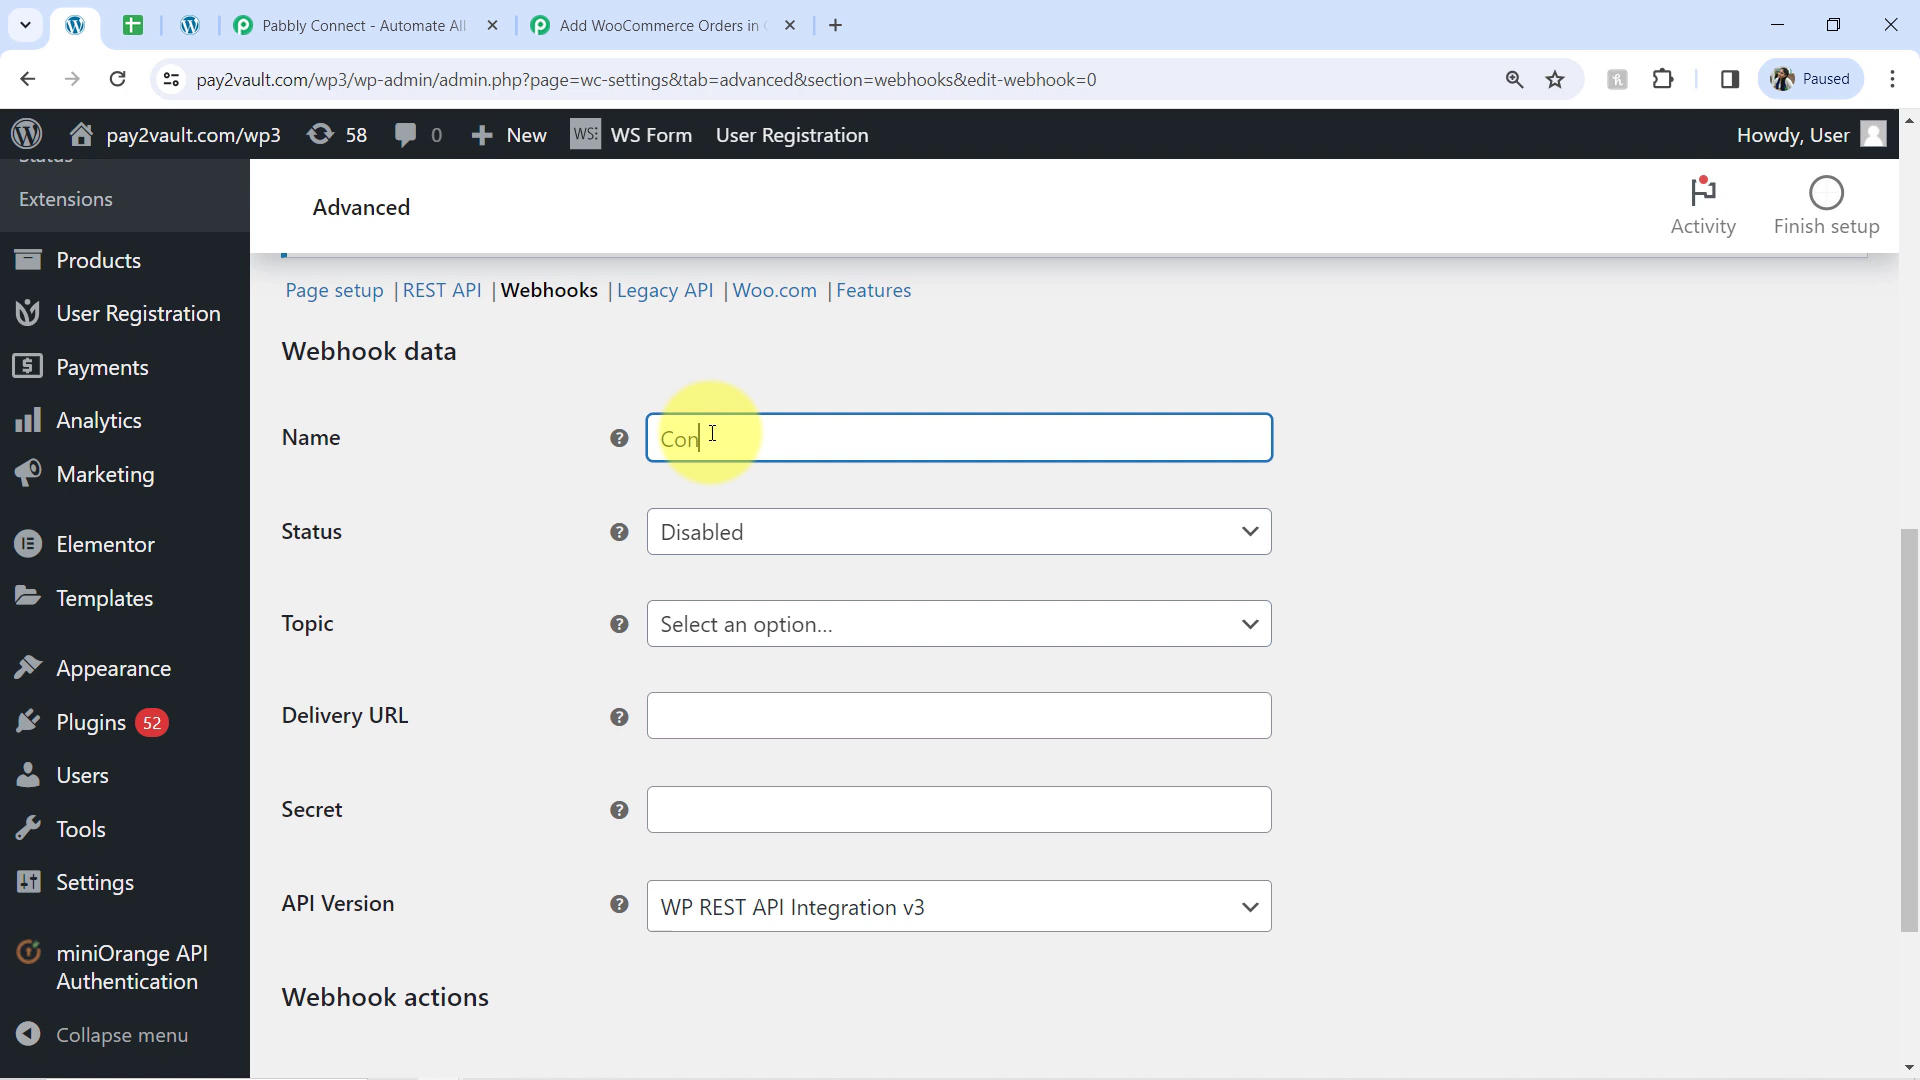 Pabbly Connect - Automate All
Add WooCommerce Orders in
pay2vault.com/wp3/wp-admin/admin.php?page=wc-settings&tab=advanced&section=webhooks&edit-webhook=0
Paused
pay2vault.com/wp3
58
0
New
WS Form
User Registration
Howdy, User
Status
Extensions
Products
User Registration
Payments
Analytics
Marketing
Elementor
Templates
Appearance
Plugins 52
Users
Tools
Settings
miniOrange API
Authentication
Collapse menu
Advanced
Activity
Finish setup
Page setup | REST API | Webhooks | Legacy API | Woo.com | Features
Webhook data
Name
Con
Status
Disabled
Topic
Select an option...
Delivery URL
Secret
API Version
WP REST API Integration v3
Webhook actions